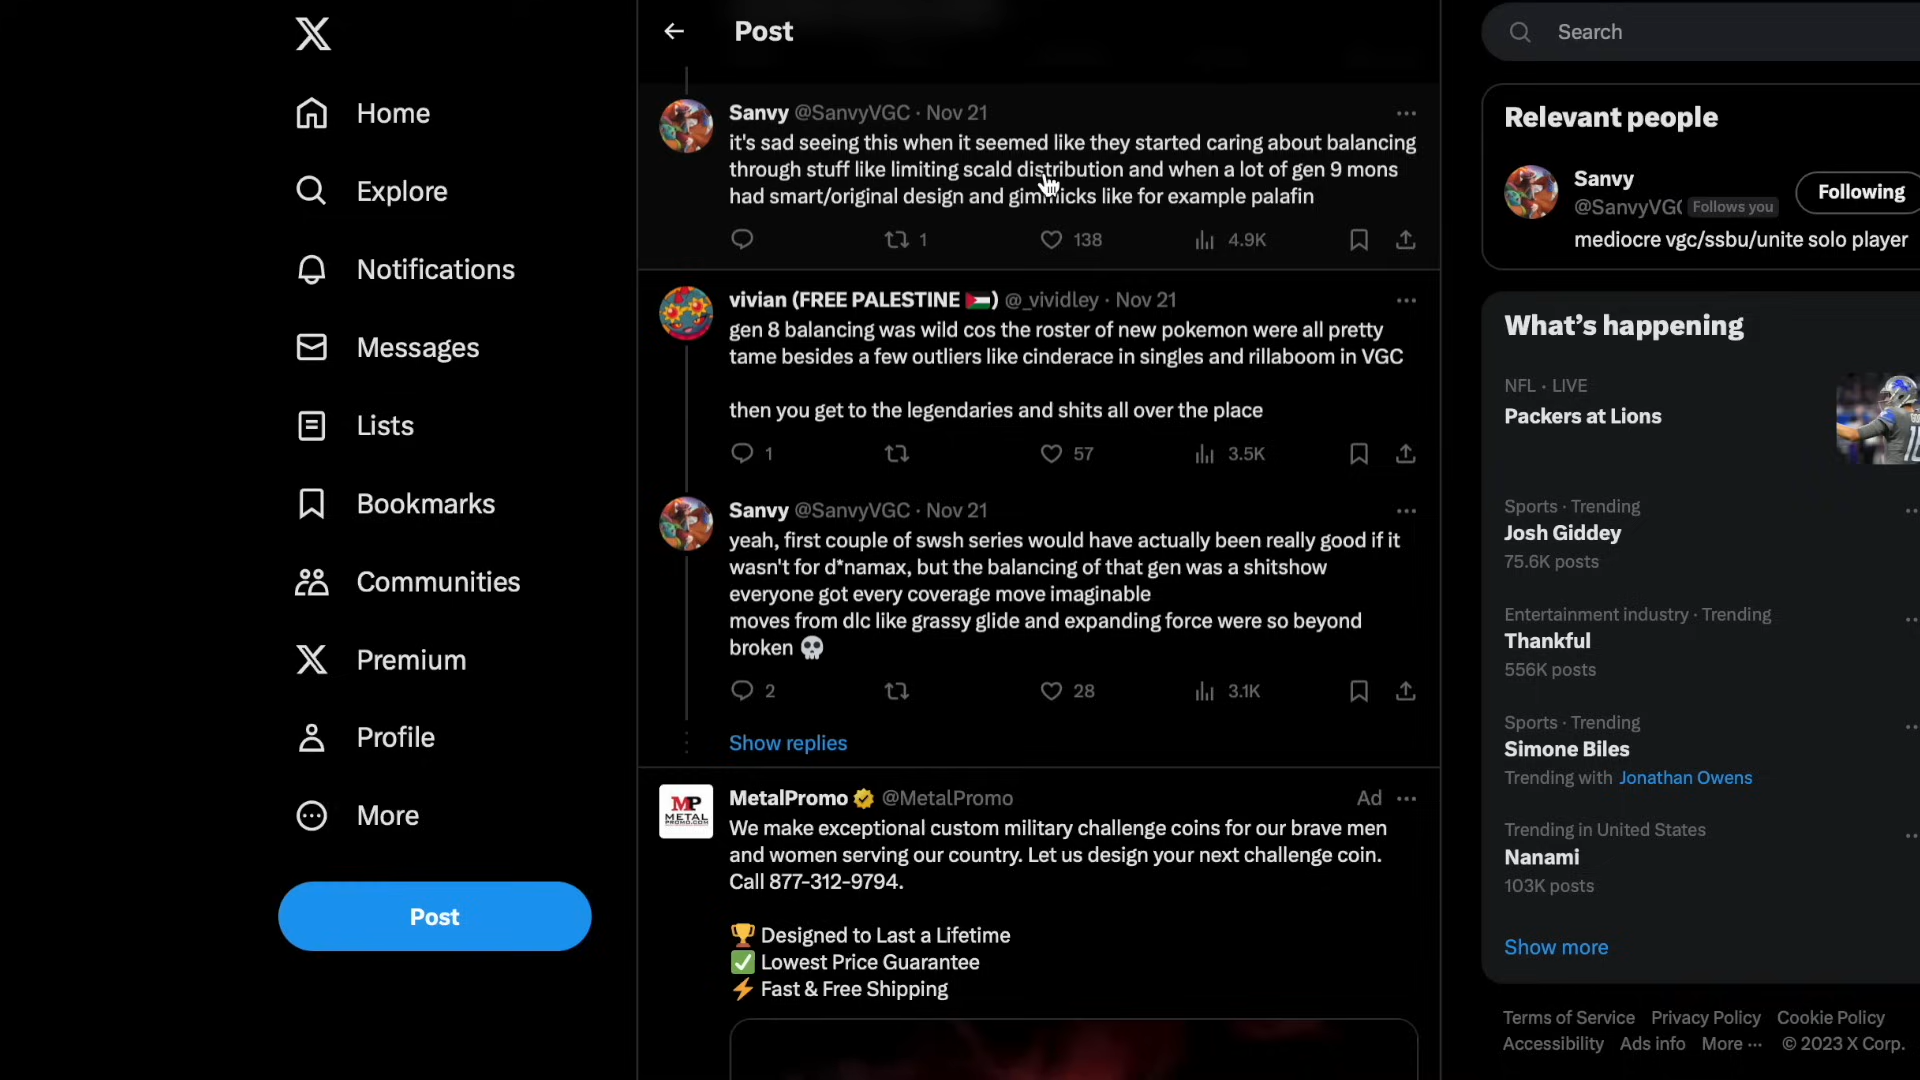 Home
Explore
Notifications
Messages
Lists
Bookmarks
Communities
Premium
Profile
More
Post
Post
Sanvy @SanvyVGC · Nov 21
it's sad seeing this when it seemed like they started caring about balancing
through stuff like limiting scald distribution and when a lot of gen 9 mons
had smart/original design and gimmicks like for example palafin
1 138 4.9K
vivian (FREE PALESTINE 🇵🇸) @_vividley · Nov 21
gen 8 balancing was wild cos the roster of new pokemon were all pretty
tame besides a few outliers like cinderace in singles and rillaboom in VGC
then you get to the legendaries and shits all over the place
1 57 3.5K
Sanvy @SanvyVGC · Nov 21
yeah, first couple of swsh series would have actually been really good if it
wasn't for d*namax, but the balancing of that gen was a shitshow
everyone got every coverage move imaginable
moves from dlc like grassy glide and expanding force were so beyond
broken 💀
2 28 3.1K
Show replies
MP
METAL
PROMO.COM
MetalPromo @MetalPromo Ad
We make exceptional custom military challenge coins for our brave men
and women serving our country. Let us design your next challenge coin.
Call 877-312-9794.
🏆 Designed to Last a Lifetime
✅ Lowest Price Guarantee
⚡ Fast & Free Shipping
Search
Relevant people
Sanvy
@SanvyVG Follows you
Following
mediocre vgc/ssbu/unite solo player
What's happening
NFL · LIVE
Packers at Lions
Sports · Trending
Josh Giddey
75.6K posts
Entertainment industry · Trending
Thankful
556K posts
Sports · Trending
Simone Biles
Trending with Jonathan Owens
Trending in United States
Nanami
103K posts
Show more
Terms of Service Privacy Policy Cookie Policy
Accessibility Ads info More ··· © 2023 X Corp.